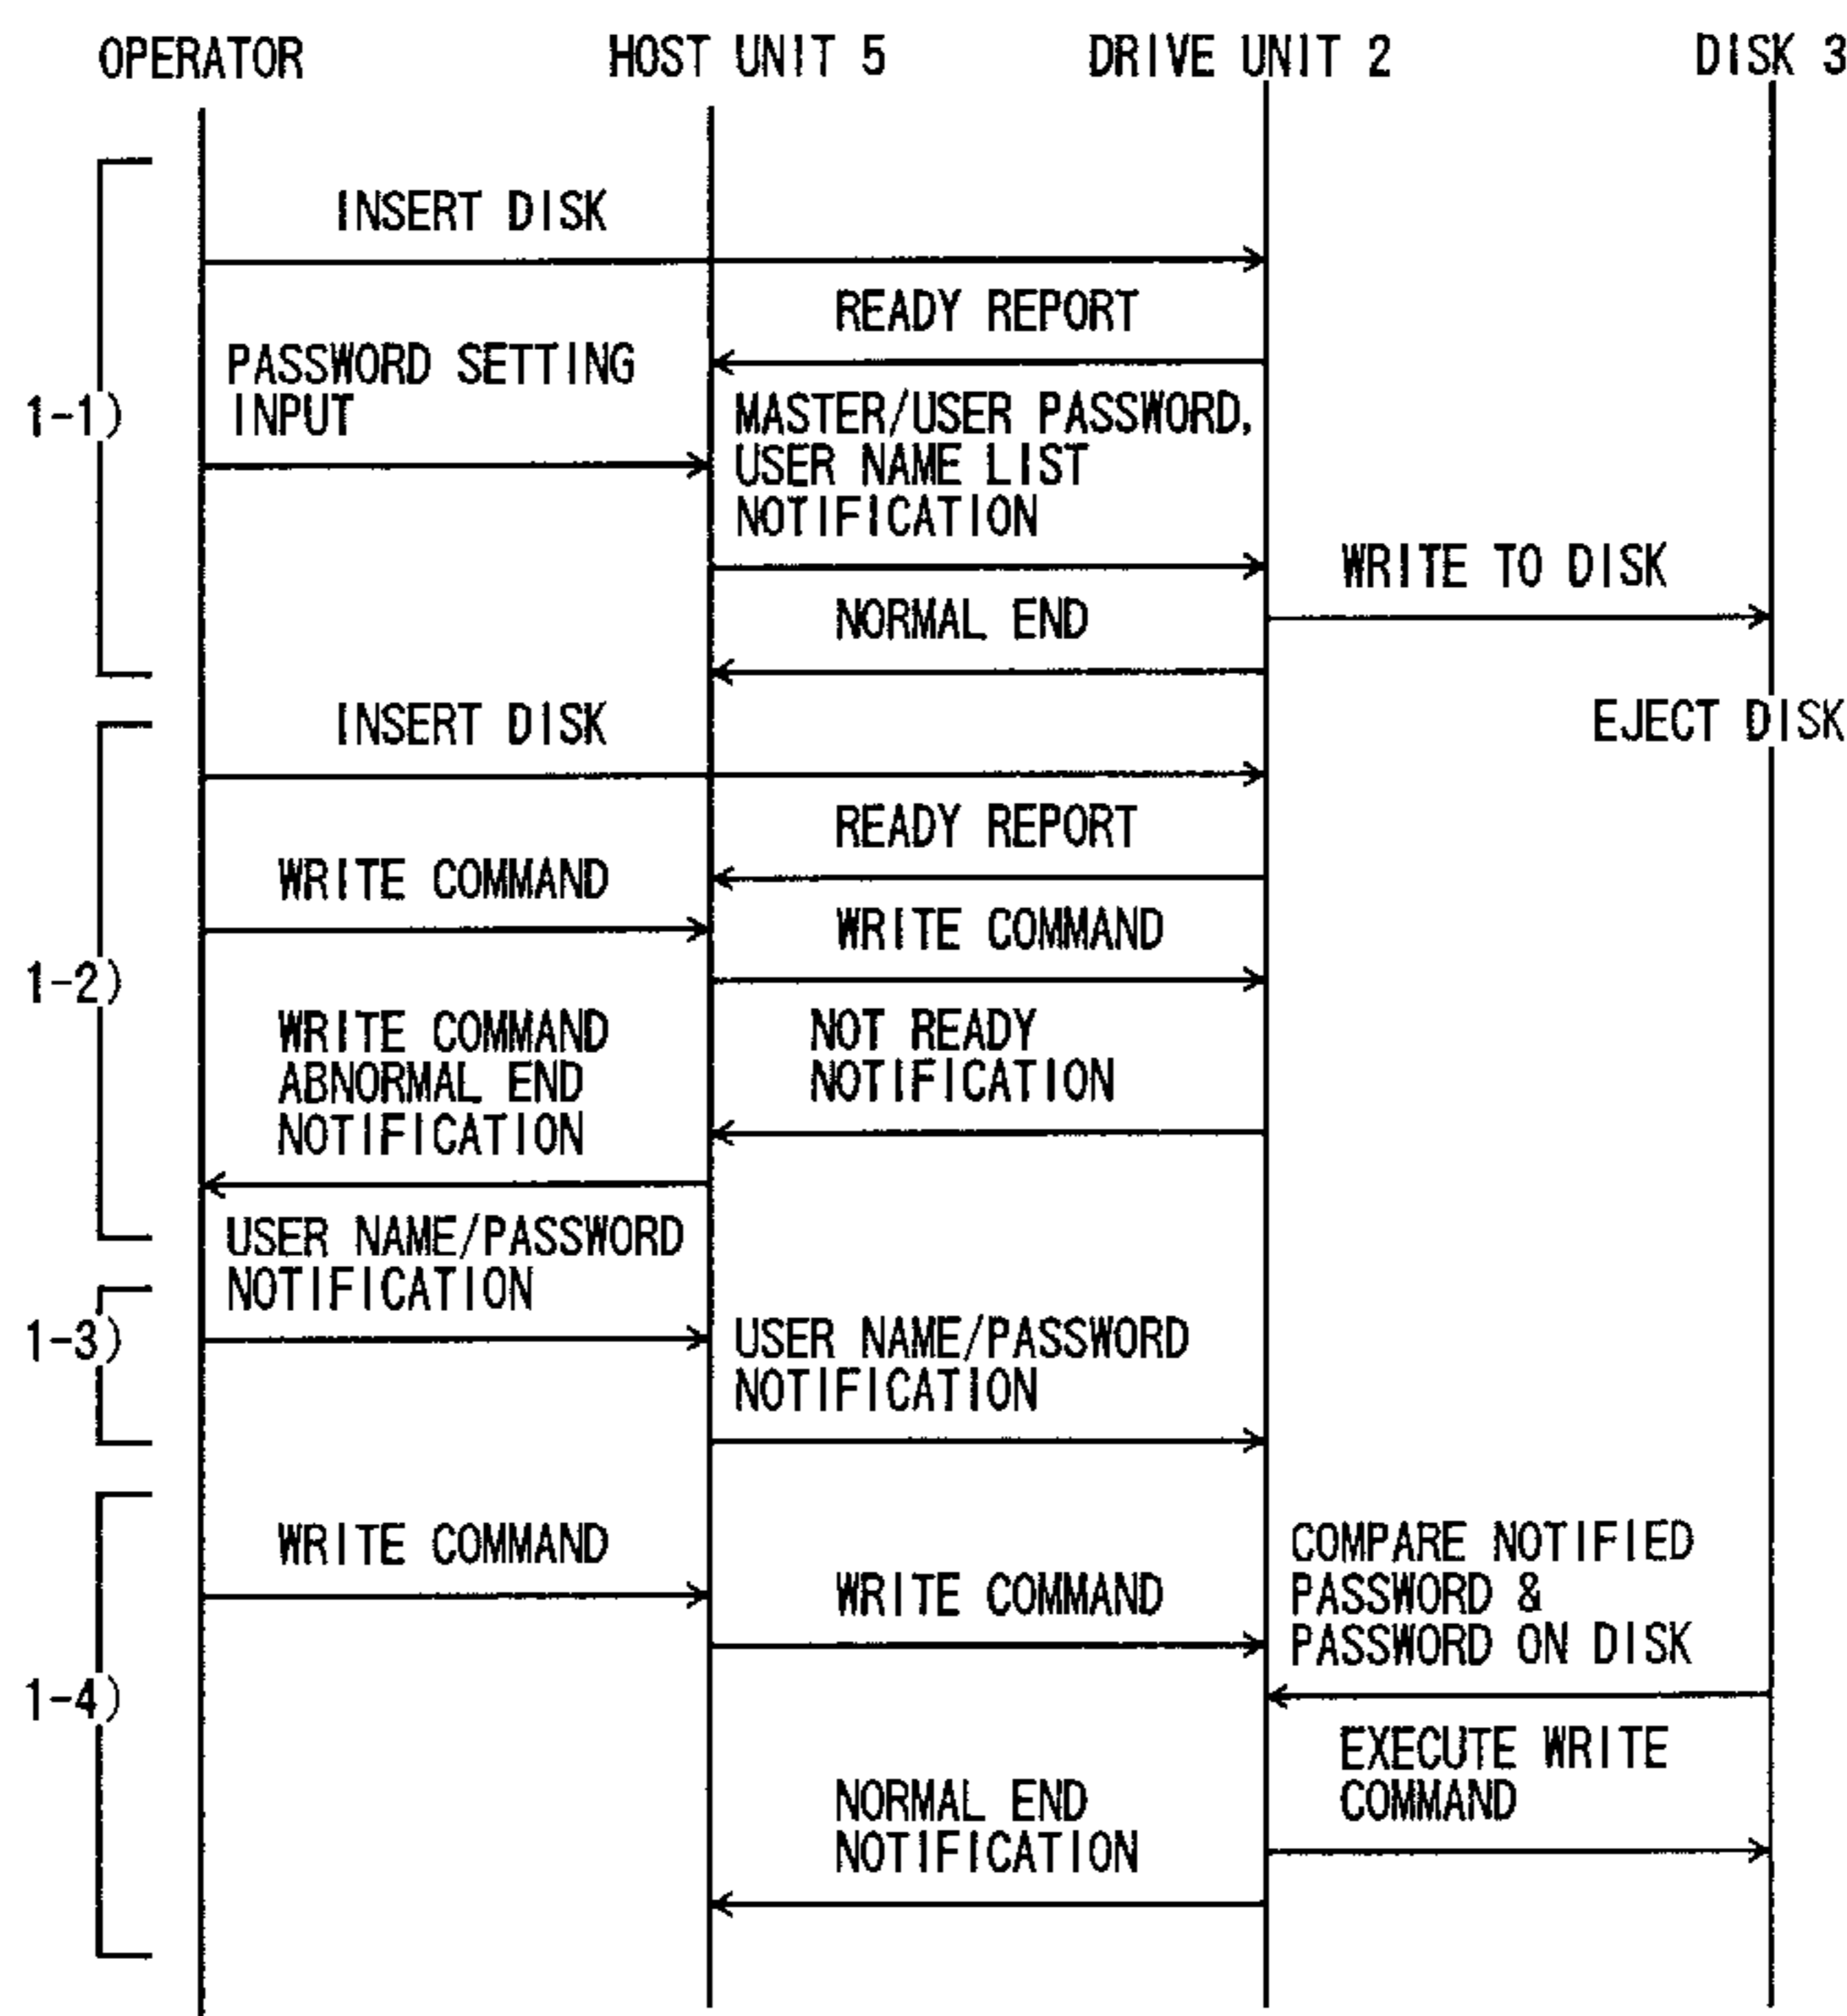 OPERATOR
HOST UNIT 5
DRIVE UNIT 2
DISK 3
1-1)
INSERT DISK
READY REPORT
PASSWORD SETTING
INPUT
MASTER/USER PASSWORD,
USER NAME LIST
NOTIFICATION
WRITE TO DISK
NORMAL END
EJECT DISK
1-2)
INSERT DISK
READY REPORT
WRITE COMMAND
WRITE COMMAND
NOT READY
NOTIFICATION
WRITE COMMAND
ABNORMAL END
NOTIFICATION
1-3)
USER NAME/PASSWORD
NOTIFICATION
USER NAME/PASSWORD
NOTIFICATION
1-4)
WRITE COMMAND
WRITE COMMAND
COMPARE NOTIFIED
PASSWORD &
PASSWORD ON DISK
EXECUTE WRITE
COMMAND
NORMAL END
NOTIFICATION